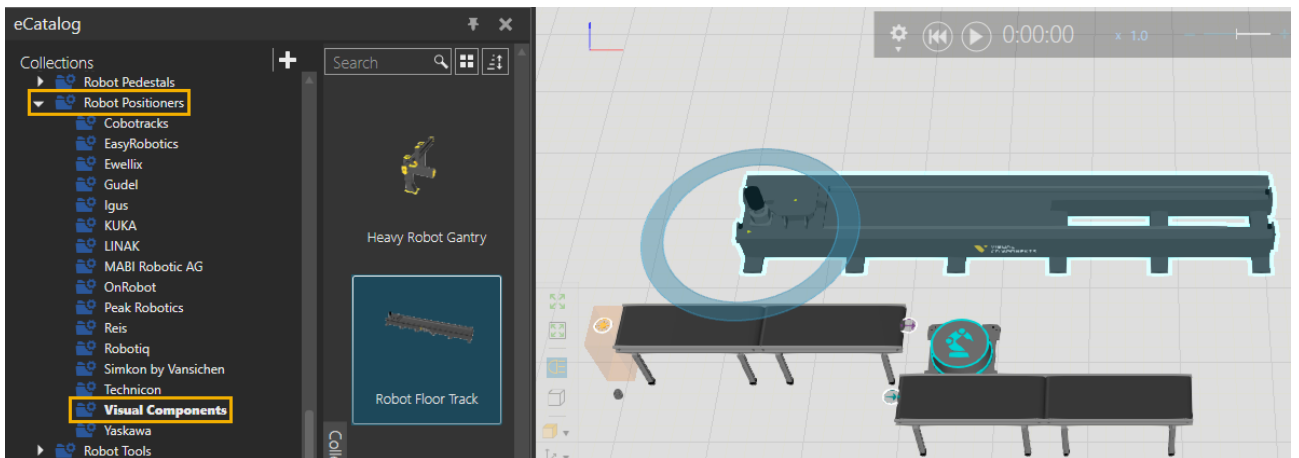 eCatalog
Collections
Robot Pedestals
Robot Positioners
Cobotracks
EasyRobotics
Ewellix
Gudel
Igus
KUKA
LINAK
MABI Robotic AG
OnRobot
Peak Robotics
Reis
Robotiq
Simkon by Vansichen
Technicon
Visual Components
Yaskawa
Robot Tools
Search
Heavy Robot Gantry
Robot Floor Track
0:00:00
x 1.0
VISUAL
COMPONENTS